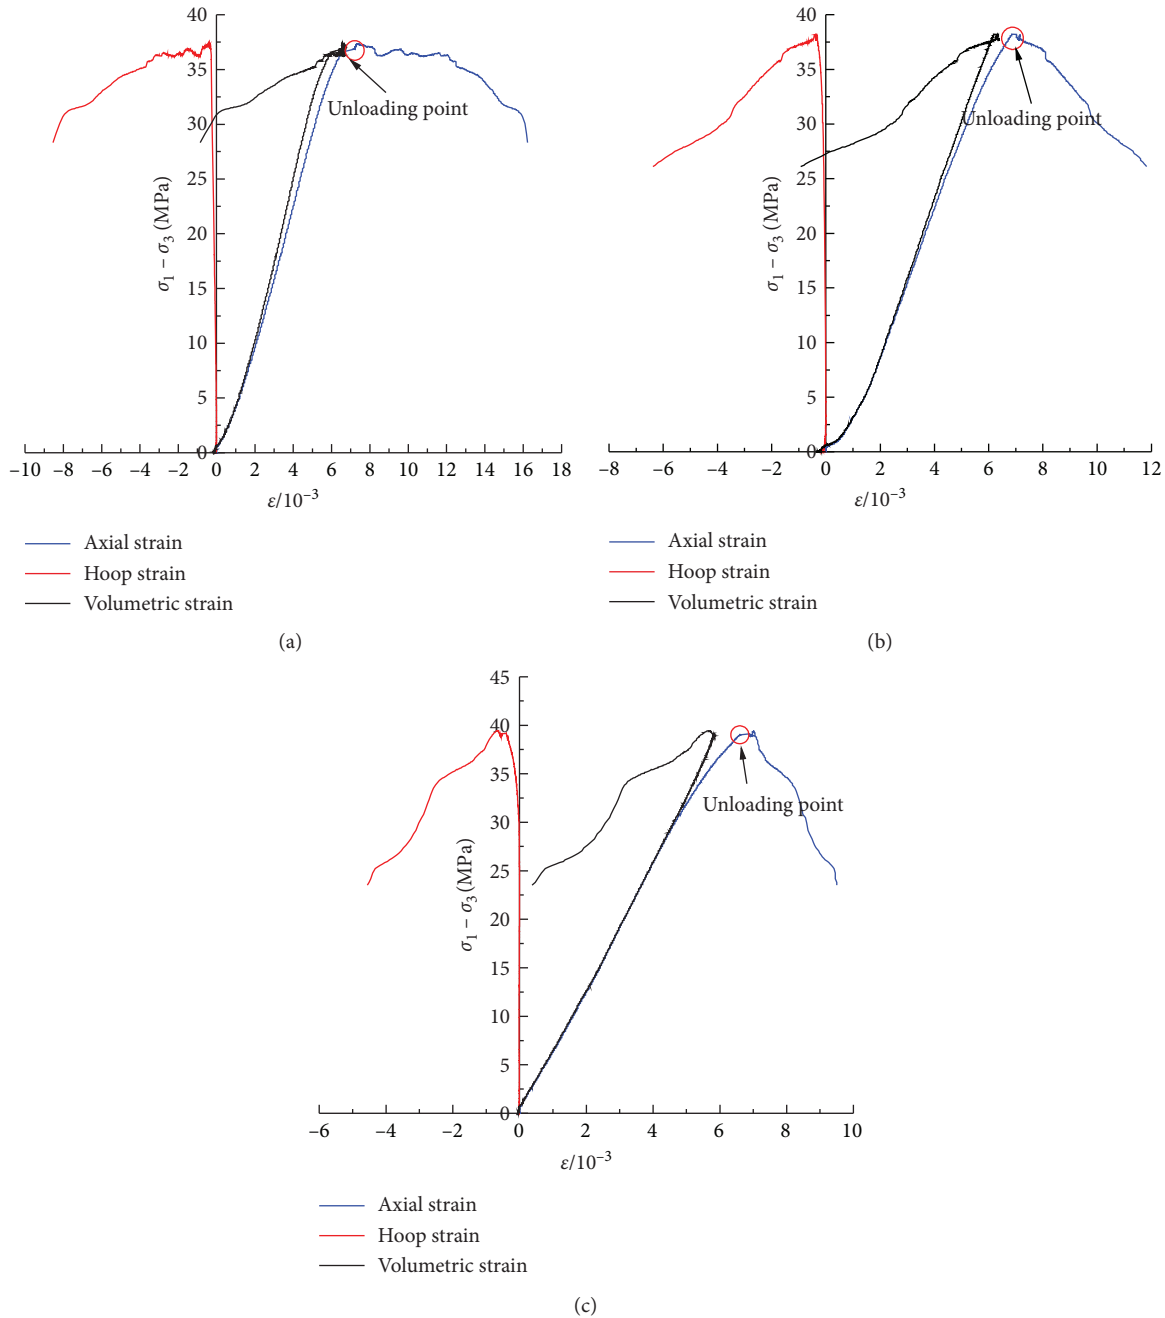 40
35
30
25
20
15
10
5
0
σ₁ – σ₃ (MPa)
Unloading point
–10 –8 –6 –4 –2 0 2 4 6 8 10 12 14 16 18
ε/10⁻³
Axial strain
Hoop strain
Volumetric strain
(a)
40
35
30
25
20
15
10
5
0
σ₁ – σ₃ (MPa)
Unloading point
–8 –6 –4 –2 0 2 4 6 8 10 12
ε/10⁻³
Axial strain
Hoop strain
Volumetric strain
(b)
45
40
35
30
25
20
15
10
5
0
σ₁ – σ₃ (MPa)
Unloading point
–6 –4 –2 0 2 4 6 8 10
ε/10⁻³
Axial strain
Hoop strain
Volumetric strain
(c)